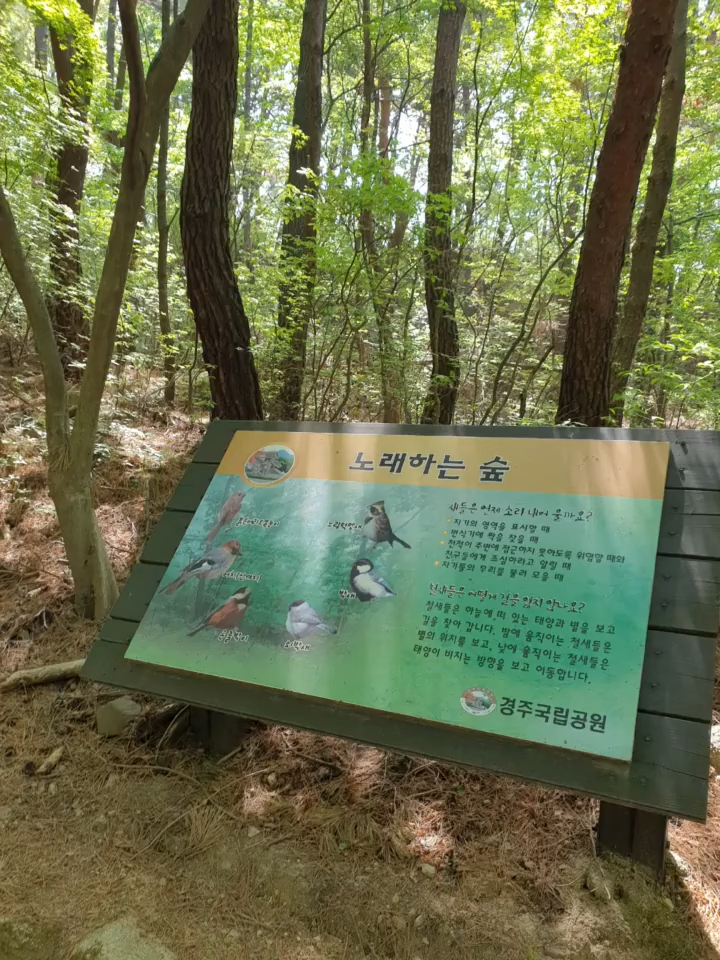 노래하는 숲
새들은 언제 소리 내어 울까요?
• 자기의 영역을 표시할 때
• 번식기에 짝을 찾을 때
• 천적이 주변에 접근하지 못하도록 위협할 때와
친구들에게 조심하라고 알릴 때
• 자기들의 무리를 불러 모을 때
노랑턱멧새
박새
곤줄박이
쇠박새
철새들은 어떻게 길을 잃지 않나요?
철새들은 하늘에 떠 있는 태양과 별을 보고
길을 찾아 갑니다. 밤에 움직이는 철새들은
별의 위치를 보고, 낮에 움직이는 철새들은
태양이 비치는 방향을 보고 이동합니다.
경주국립공원